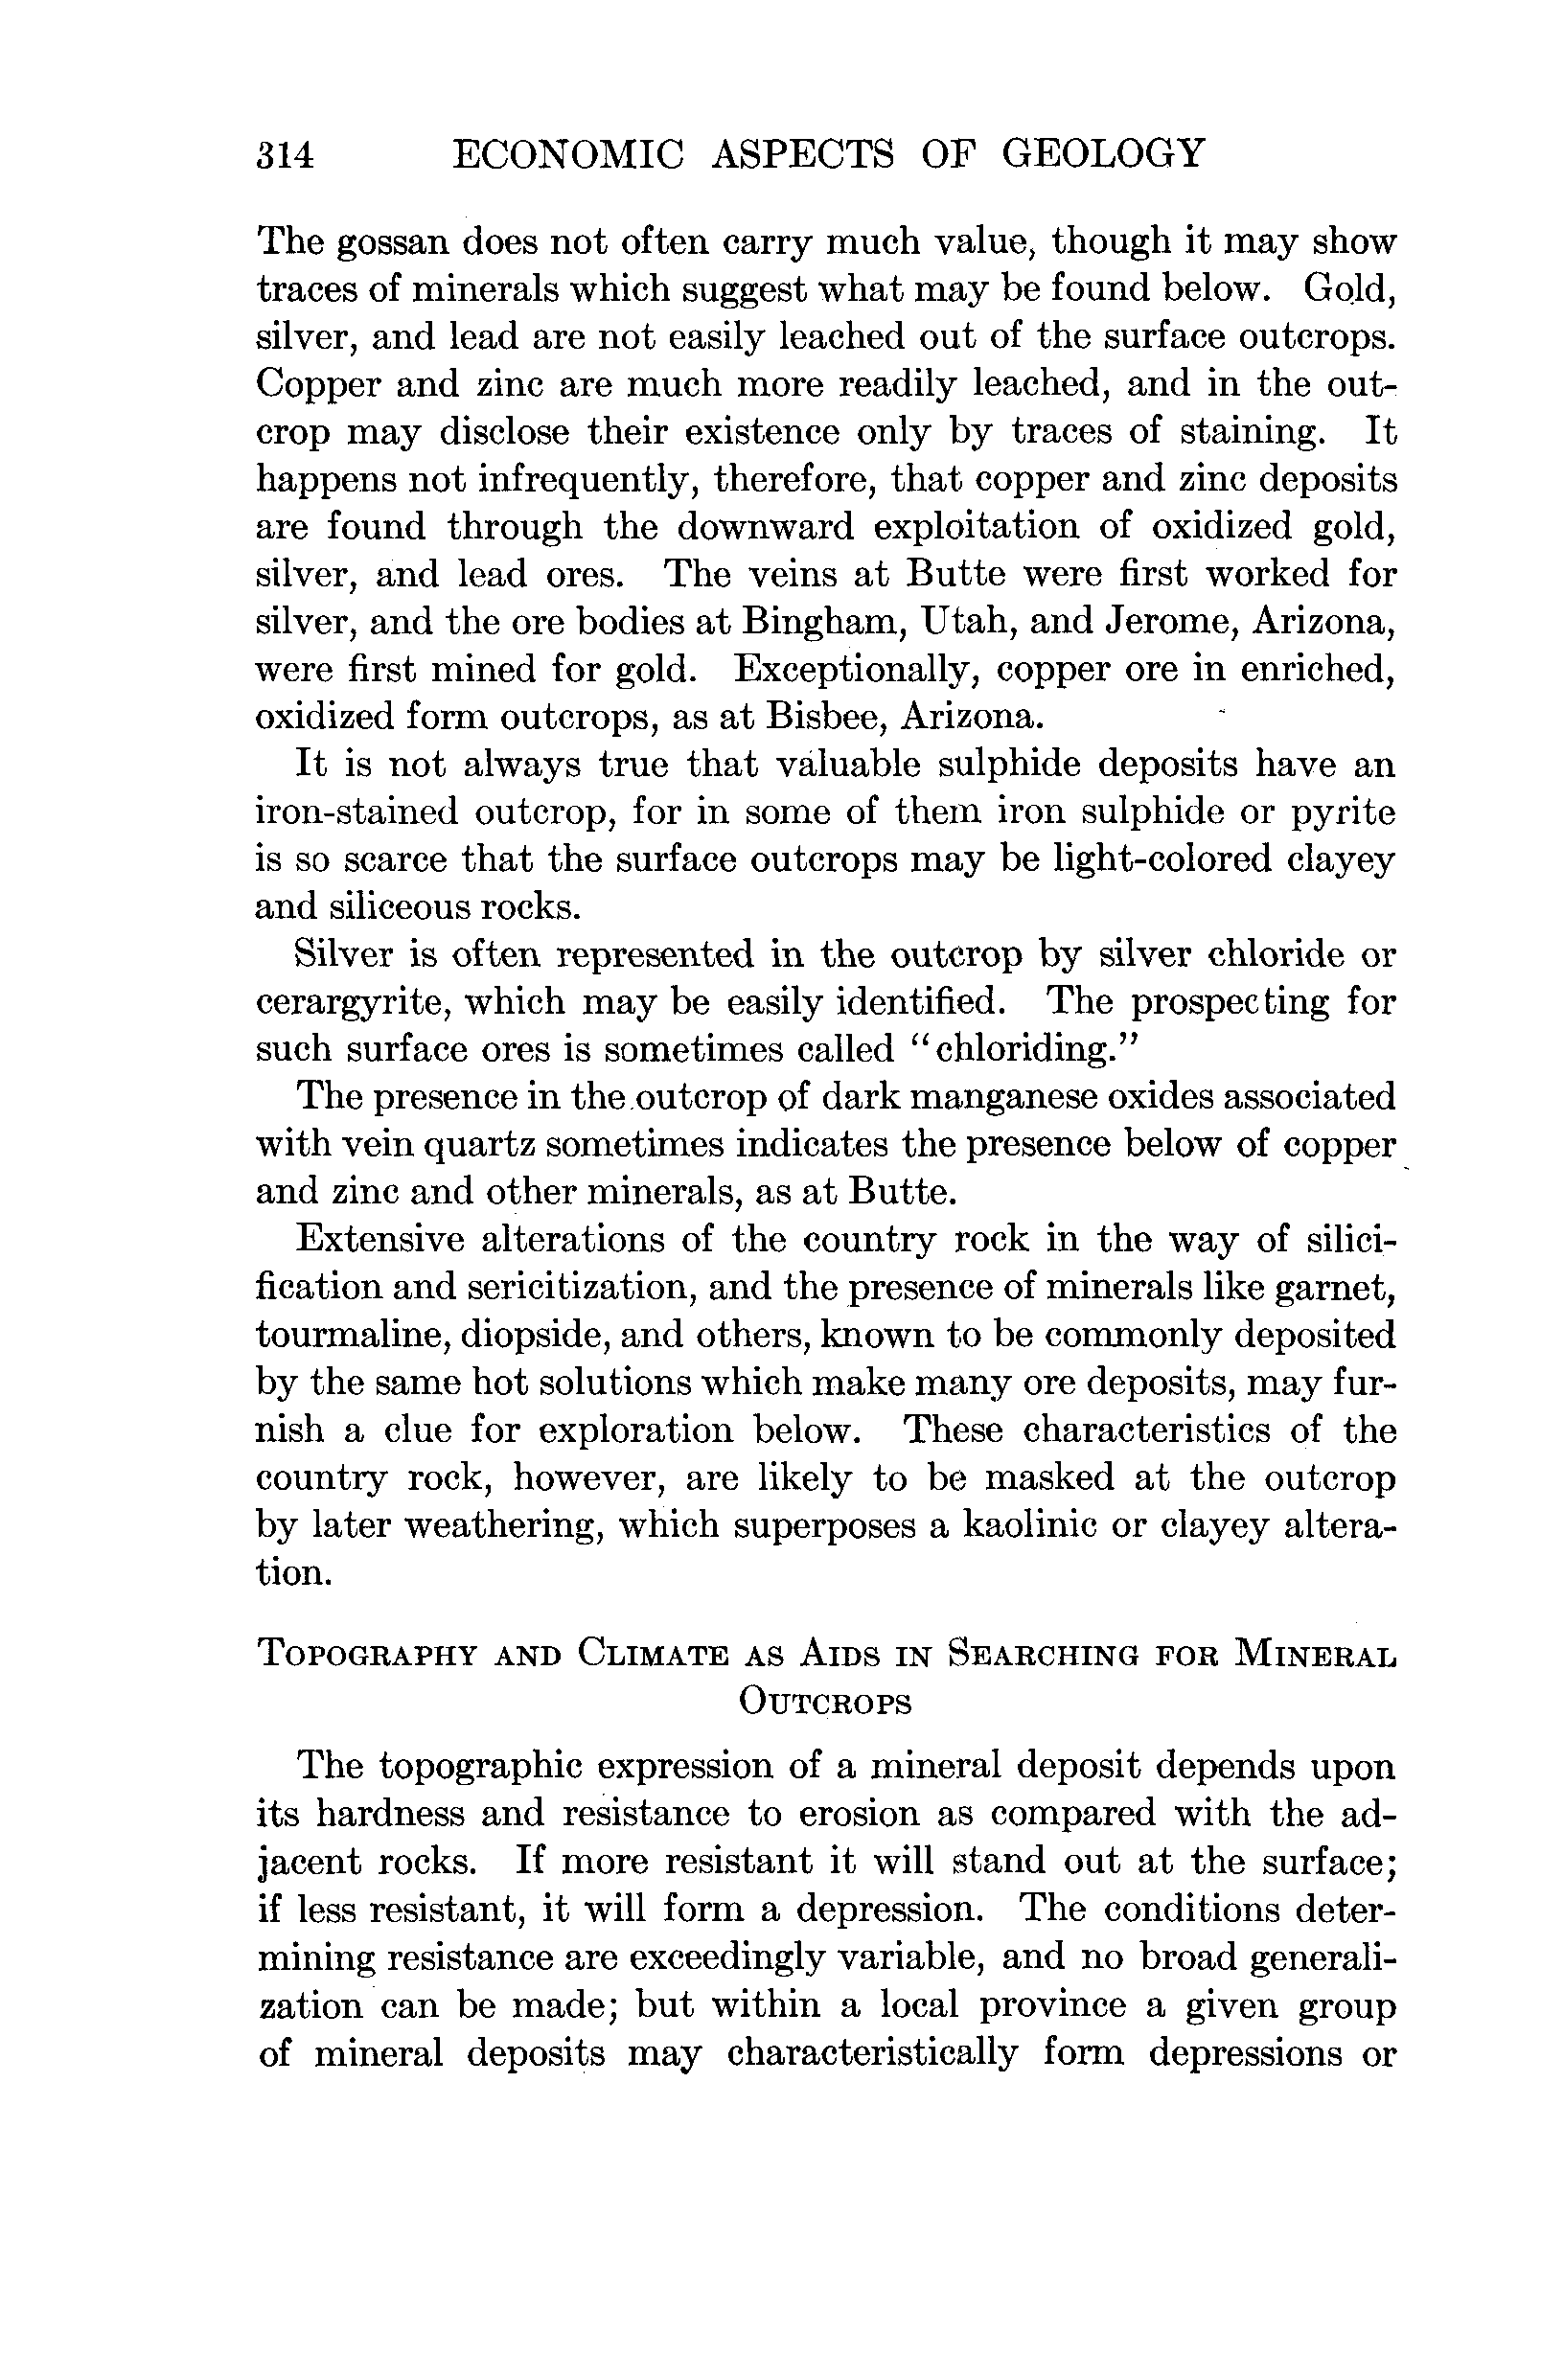 314 ECONOMIC ASPECTS OF GEOLOGY
The gossan does not often carry much value, though it may show
traces of minerals which suggest what may be found below. Gold,
silver, and lead are not easily leached out of the surface outcrops.
Copper and zinc are much more readily leached, and in the out-
crop may disclose their existence only by traces of staining. It
happens not infrequently, therefore, that copper and zinc deposits
are found through the downward exploitation of oxidized gold,
silver, and lead ores. The veins at Butte were first worked for
silver, and the ore bodies at Bingham, Utah, and Jerome, Arizona,
were first mined for gold. Exceptionally, copper ore in enriched,
oxidized form outcrops, as at Bisbee, Arizona.
It is not always true that valuable sulphide deposits have an
iron-stained outcrop, for in some of them iron sulphide or pyrite
is so scarce that the surface outcrops may be light-colored clayey
and siliceous rocks.
Silver is often represented in the outcrop by silver chloride or
cerargyrite, which may be easily identified. The prospecting for
such surface ores is sometimes called "chloriding."
The presence in the outcrop of dark manganese oxides associated
with vein quartz sometimes indicates the presence below of copper
and zinc and other minerals, as at Butte.
Extensive alterations of the country rock in the way of silici-
fication and sericitization, and the presence of minerals like garnet,
tourmaline, diopside, and others, known to be commonly deposited
by the same hot solutions which make many ore deposits, may fur-
nish a clue for exploration below. These characteristics of the
country rock, however, are likely to be masked at the outcrop
by later weathering, which superposes a kaolinic or clayey altera-
tion.
TOPOGRAPHY AND CLIMATE AS AIDS IN SEARCHING FOR MINERAL
OUTCROPS
The topographic expression of a mineral deposit depends upon
its hardness and resistance to erosion as compared with the ad-
jacent rocks. If more resistant it will stand out at the surface;
if less resistant, it will form a depression. The conditions deter-
mining resistance are exceedingly variable, and no broad generali-
zation can be made; but within a local province a given group
of mineral deposits may characteristically form depressions or